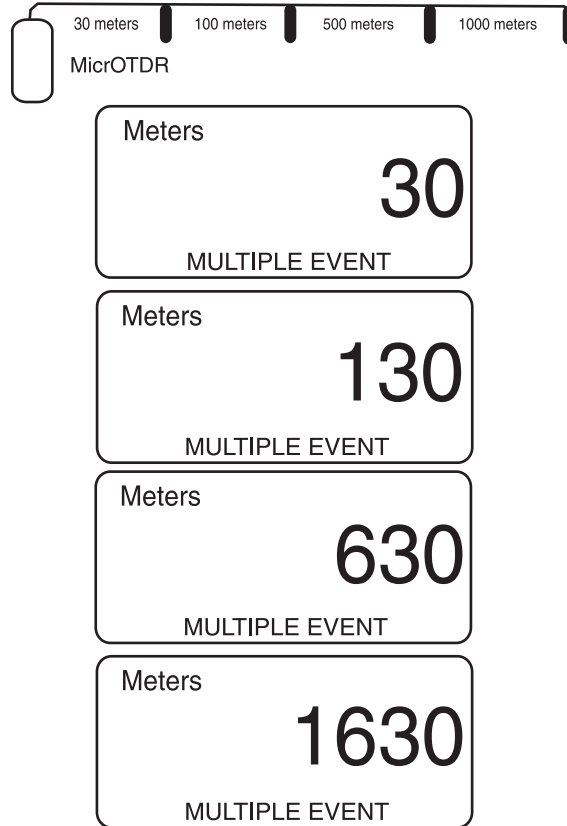 30 meters 100 meters 500 meters 1000 meters
MicrOTDR
Meters
30
MULTIPLE EVENT
Meters
130
MULTIPLE EVENT
Meters
630
MULTIPLE EVENT
Meters
1630
MULTIPLE EVENT